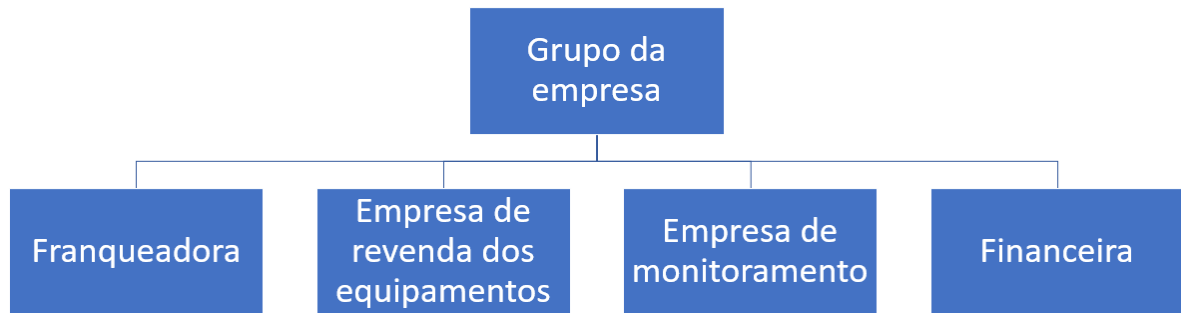 Grupo da
empresa
Franqueadora
Empresa de
revenda dos
equipamentos
Empresa de
monitoramento
Financeira